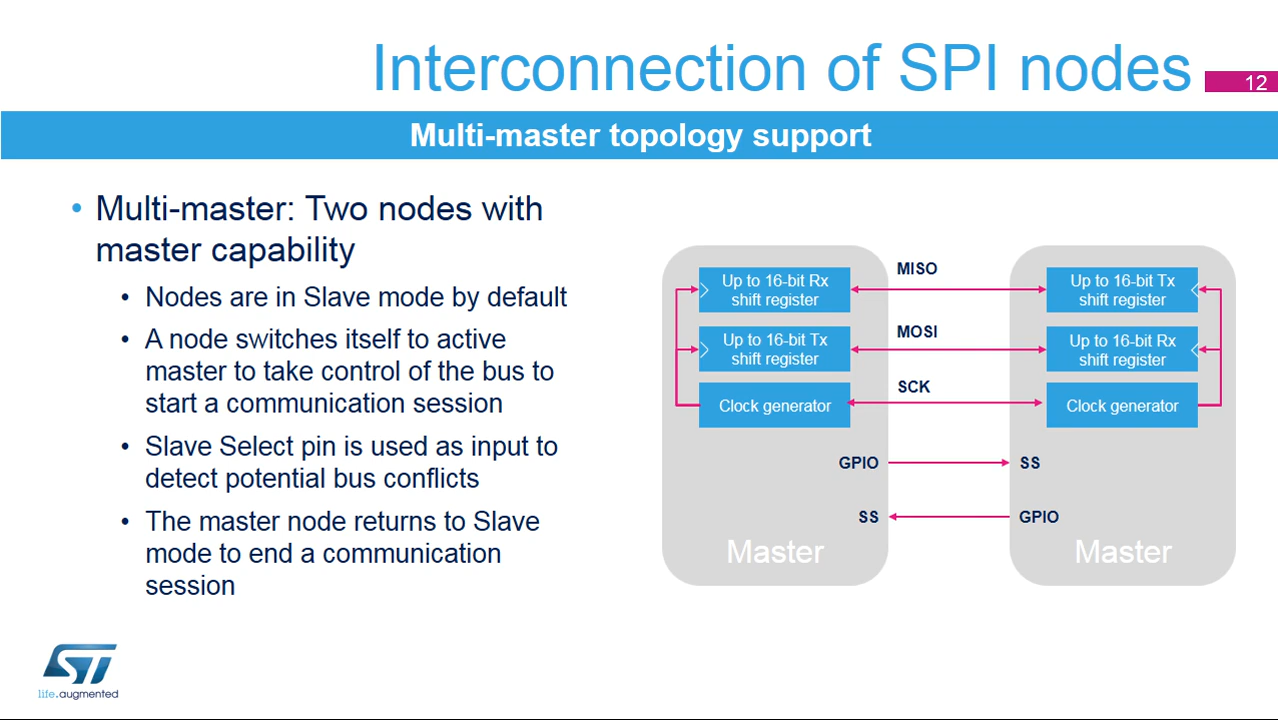 Interconnection of SPI nodes
12
Multi-master topology support
• Multi-master: Two nodes with
master capability
• Nodes are in Slave mode by default
• A node switches itself to active
master to take control of the bus to
start a communication session
• Slave Select pin is used as input to
detect potential bus conflicts
• The master node returns to Slave
mode to end a communication
session
Up to 16-bit Rx
shift register
MISO
Up to 16-bit Tx
shift register
Up to 16-bit Tx
shift register
MOSI
Up to 16-bit Rx
shift register
Clock generator
SCK
Clock generator
GPIO
SS
SS
GPIO
Master
Master
ST
life.augmented